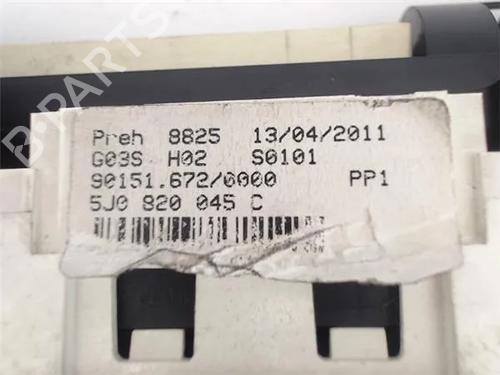 Preh 8825 13/04/2011
G03S H02 S0101
90151.672/0000 PP1
5J0 820 045 C
B-PARTS